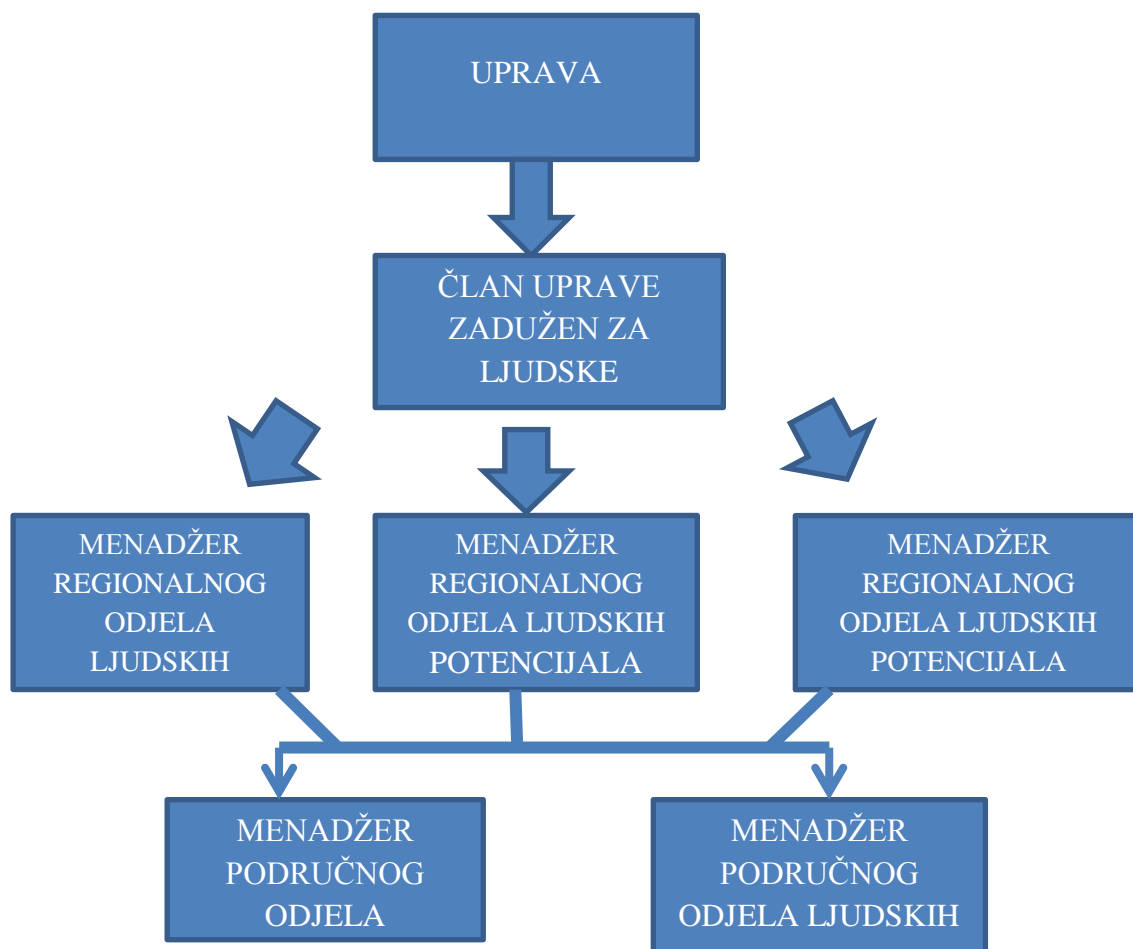 UPRAVA
ČLAN UPRAVE
ZADUŽEN ZA
LJUDSKE
MENADŽER
REGIONALNOG
ODJELA
LJUDSKIH
MENADŽER
REGIONALNOG
ODJELA LJUDSKIH
POTENCIJALA
MENADŽER
REGIONALNOG
ODJELA LJUDSKIH
POTENCIJALA
MENADŽER
PODRUČNOG
ODJELA
MENADŽER
PODRUČNOG
ODJELA LJUDSKIH